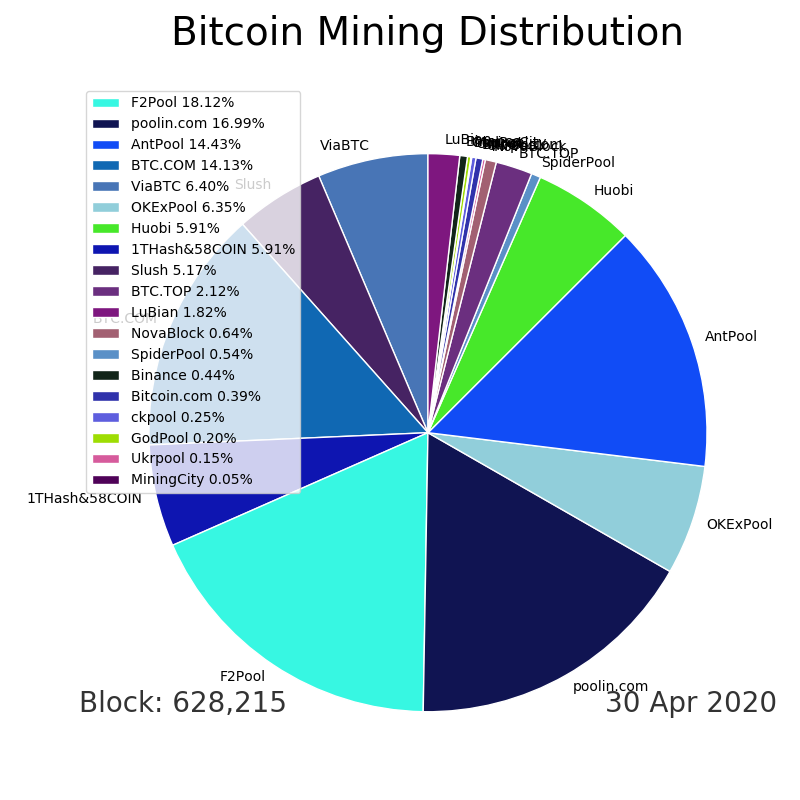 Bitcoin Mining Distribution
F2Pool 18.12%
poolin.com 16.99%
AntPool 14.43%
BTC.COM 14.13%
ViaBTC 6.40%
OKExPool 6.35%
Huobi 5.91%
1THash&58COIN 5.91%
Slush 5.17%
BTC.TOP 2.12%
LuBian 1.82%
NovaBlock 0.64%
SpiderPool 0.54%
Binance 0.44%
Bitcoin.com 0.39%
ckpool 0.25%
GodPool 0.20%
Ukrpool 0.15%
MiningCity 0.05%
ViaBTC
LuBian
BTC.TOP
SpiderPool
Huobi
Slush
BTC.COM
AntPool
1THash&58COIN
OKExPool
F2Pool
poolin.com
Block: 628,215
30 Apr 2020